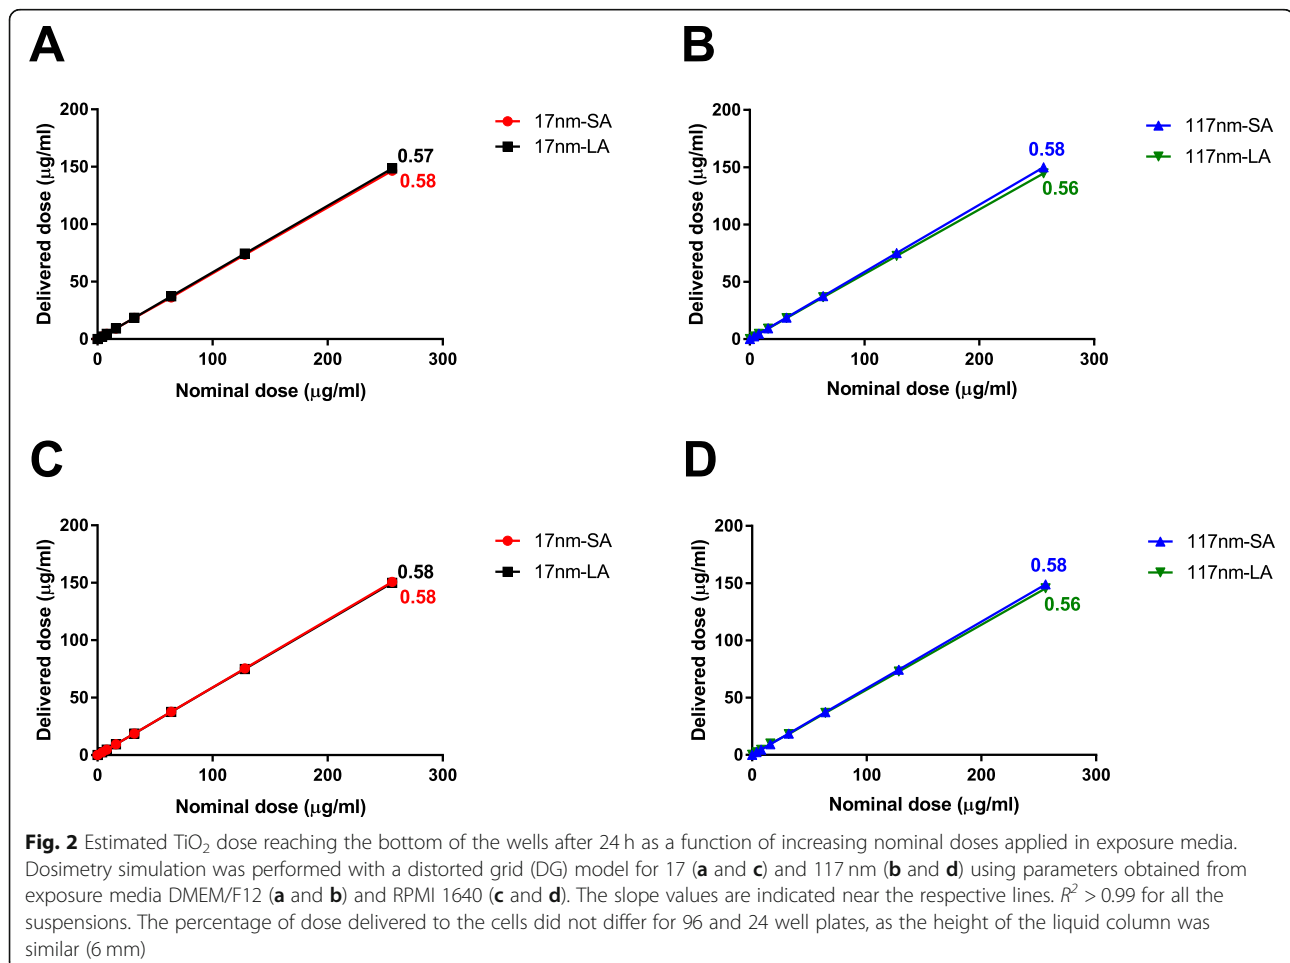 A
B
200
150
100
50
0
0
100
200
300
Delivered dose (μg/ml)
Nominal dose (μg/ml)
0.57
0.58
17nm-SA
17nm-LA
200
150
100
50
0
0
100
200
300
Delivered dose (μg/ml)
Nominal dose (μg/ml)
0.58
0.56
117nm-SA
117nm-LA
C
D
200
150
100
50
0
0
100
200
300
Delivered dose (μg/ml)
Nominal dose (μg/ml)
0.58
0.58
17nm-SA
17nm-LA
200
150
100
50
0
0
100
200
300
Delivered dose (μg/ml)
Nominal dose (μg/ml)
0.58
0.56
117nm-SA
117nm-LA
Fig. 2 Estimated TiO₂ dose reaching the bottom of the wells after 24 h as a function of increasing nominal doses applied in exposure media.
Dosimetry simulation was performed with a distorted grid (DG) model for 17 (a and c) and 117 nm (b and d) using parameters obtained from
exposure media DMEM/F12 (a and b) and RPMI 1640 (c and d). The slope values are indicated near the respective lines. R² > 0.99 for all the
suspensions. The percentage of dose delivered to the cells did not differ for 96 and 24 well plates, as the height of the liquid column was
similar (6 mm)